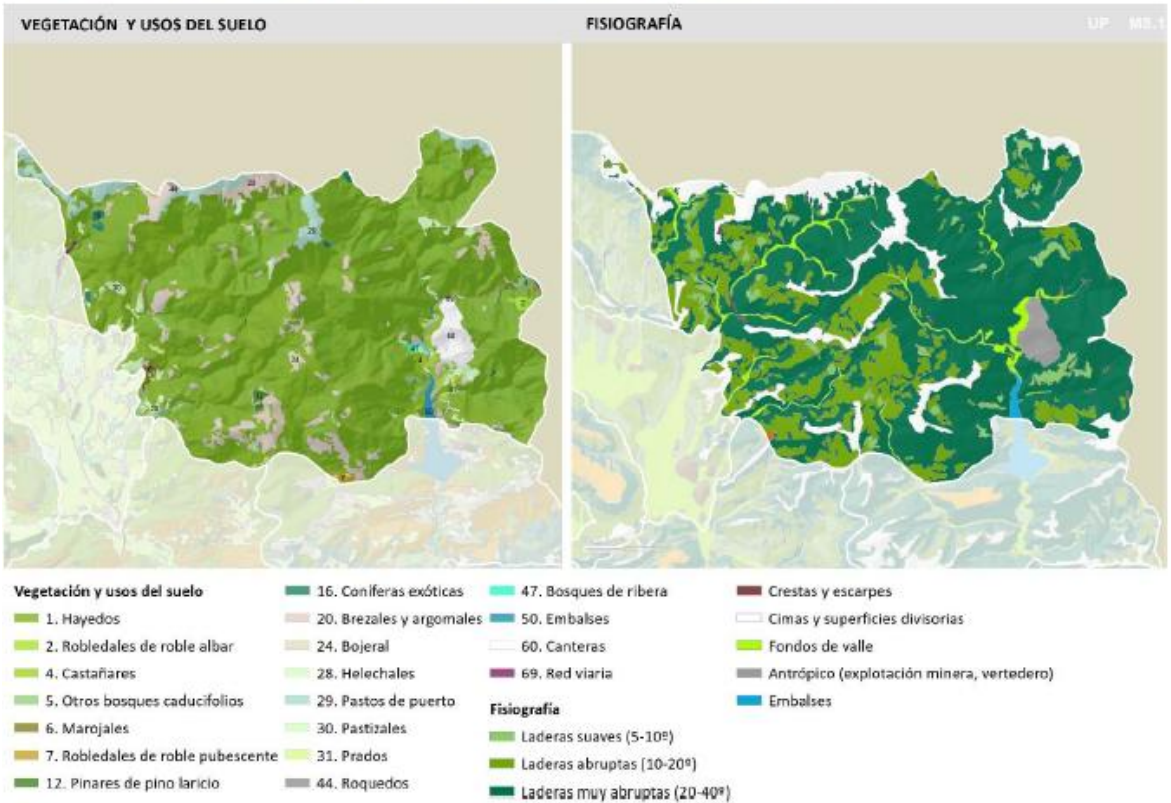 VEGETACIÓN Y USOS DEL SUELO
FISIOGRAFÍA
UP M8.1
Vegetación y usos del suelo
1. Hayedos
2. Robledales de roble albar
4. Castañares
5. Otros bosques caducifolios
6. Marojales
7. Robledales de roble pubescente
12. Pinares de pino laricio
16. Coníferas exóticas
20. Brezales y argomales
24. Bojeral
28. Helechales
29. Pastos de puerto
30. Pastizales
31. Prados
44. Roquedos
47. Bosques de ribera
50. Embalses
60. Canteras
69. Red viaria
Fisiografía
Laderas suaves (5-10º)
Laderas abruptas (10-20º)
Laderas muy abruptas (20-40º)
Crestas y escarpes
Cimas y superficies divisorias
Fondos de valle
Antrópico (explotación minera, vertedero)
Embalses